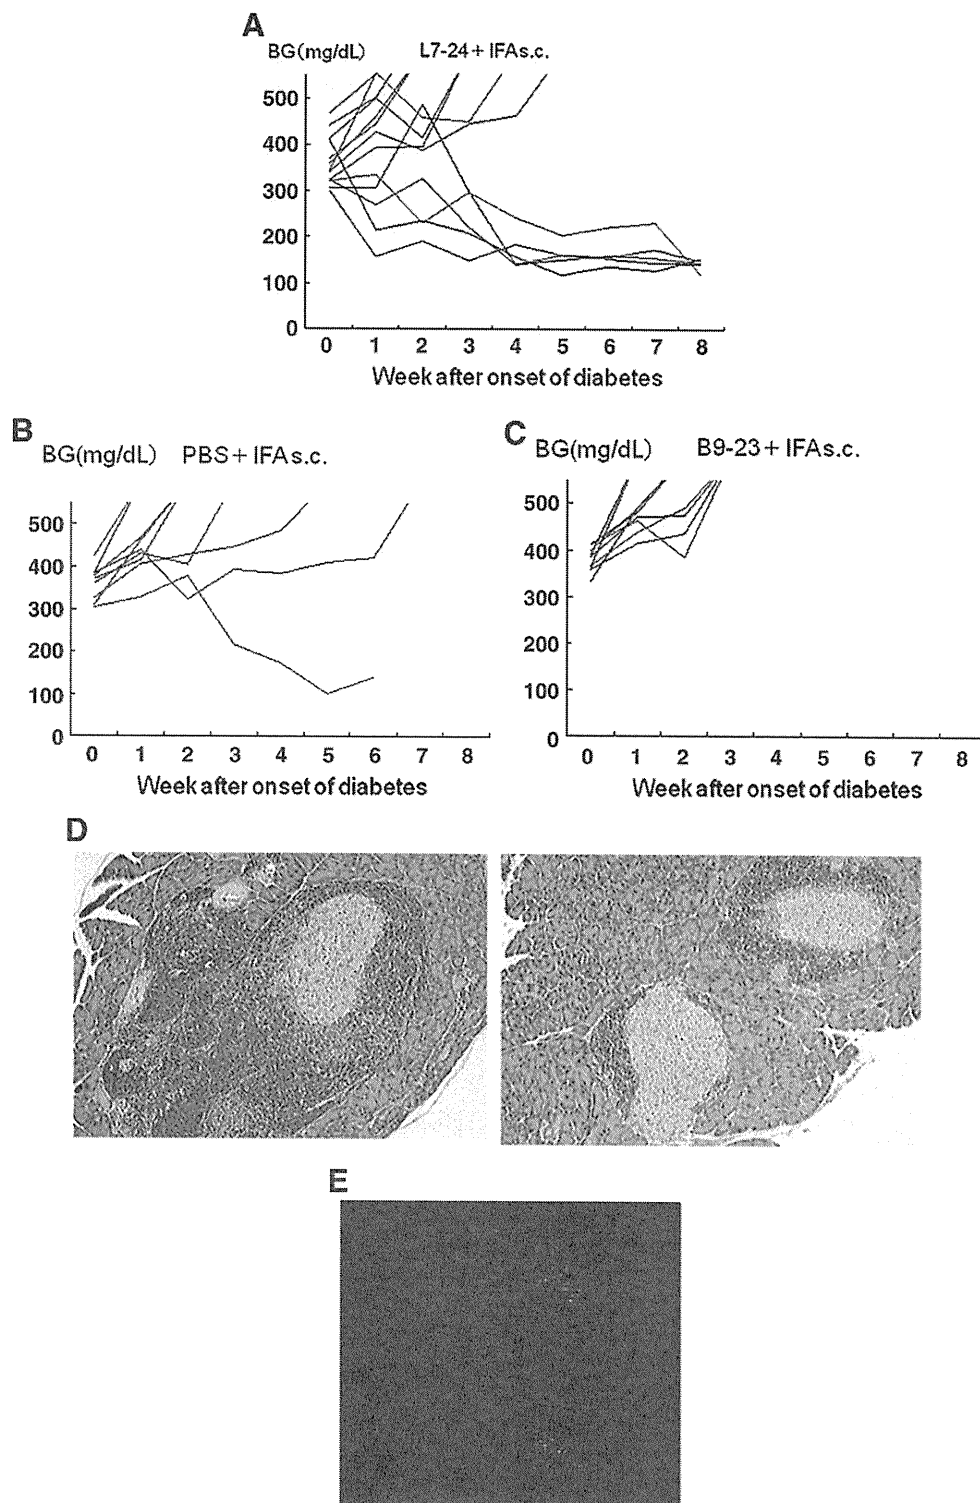 A
BG(mg/dL) L7-24+IFAs.c.
500
400
300
200
100
0
0 1 2 3 4 5 6 7 8
Week after onset of diabetes
B
BG(mg/dL) PBS+IFAs.c.
500
400
300
200
100
0
0 1 2 3 4 5 6 7 8
Week after onset of diabetes
C
BG(mg/dL) B9-23+IFAs.c.
500
400
300
200
100
0
0 1 2 3 4 5 6 7 8
Week after onset of diabetes
D
E